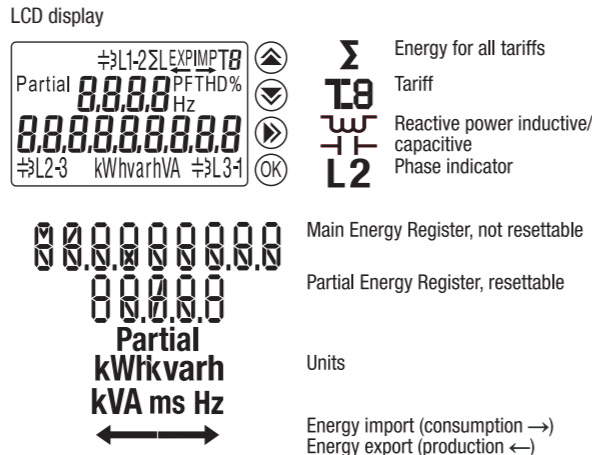 LCD display
L1-2ΣLEXPIMPT8
Partial 8.8.8.8 PFTHD%
Hz
8.8.8.8.8.8.8.8.8
L2-3 kWhvarhVA L3-1
OK
Σ Energy for all tariffs
T.8 Tariff
Reactive power inductive/
capacitive
L2 Phase indicator
Main Energy Register, not resettable
Partial Energy Register, resettable
Partial
kWhkvarh Units
kVA ms Hz
Energy import (consumption →)
Energy export (production ←)